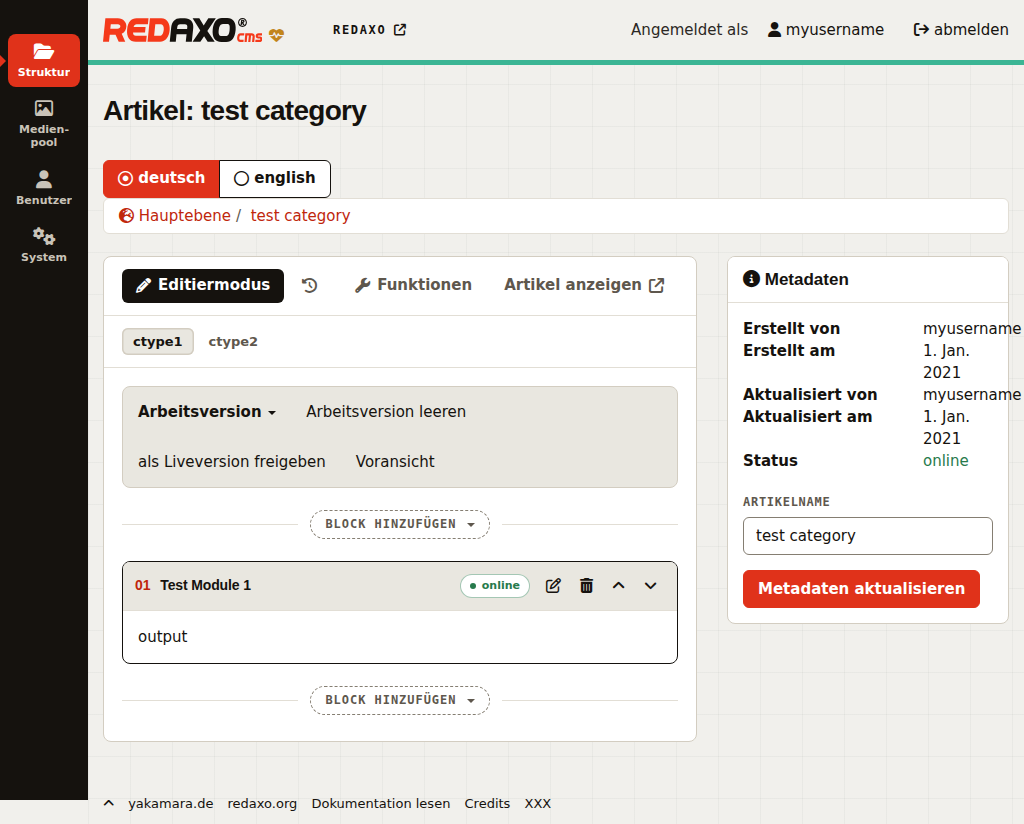 REDAXO® cms
REDAXO
Angemeldet als myusername abmelden
Struktur
Medien-
pool
Benutzer
System
Artikel: test category
deutsch english
Hauptebene / test category
Editiermodus Funktionen Artikel anzeigen
ctype1 ctype2
Arbeitsversion Arbeitsversion leeren
als Liveversion freigeben Voransicht
BLOCK HINZUFÜGEN
01 Test Module 1 online
output
BLOCK HINZUFÜGEN
Metadaten
Erstellt von myusername
Erstellt am 1. Jan.
2021
Aktualisiert von myusername
Aktualisiert am 1. Jan.
2021
Status online
ARTIKELNAME
test category
Metadaten aktualisieren
yakamara.de redaxo.org Dokumentation lesen Credits XXX